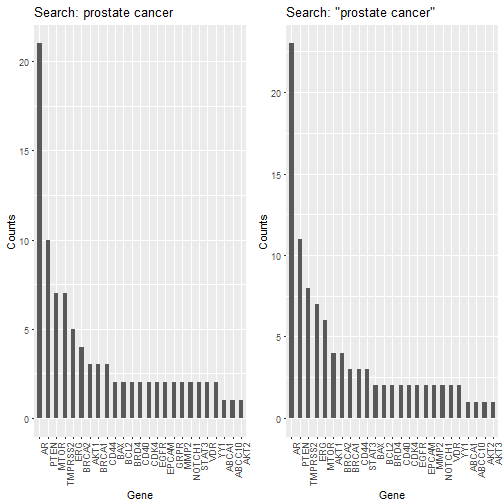 Search: prostate cancer
Counts
20
15
10
5
0
AR
PTEN
MTOR
TMPRSS2
ERG
BRCA2
AKT1
BRCA1
CD44
BAX
BCL2
BRD4
CD40
CDK4
EGFR
EPCAM
GRPR
MMP2
NOTCH1
STAT3
VDR
YY1
ABCA1
ABCC10
AKT2
Gene
Search: "prostate cancer"
Counts
20
15
10
5
0
AR
PTEN
TMPRSS2
ERG
MTOR
AKT1
BRCA2
BRCA1
CD44
STAT3
BAX
BCL2
BRD4
CD40
CDK4
EGFR
EPCAM
MMP2
NOTCH1
VDR
YY1
ABCA1
ABCC10
AKT2
AKT3
Gene